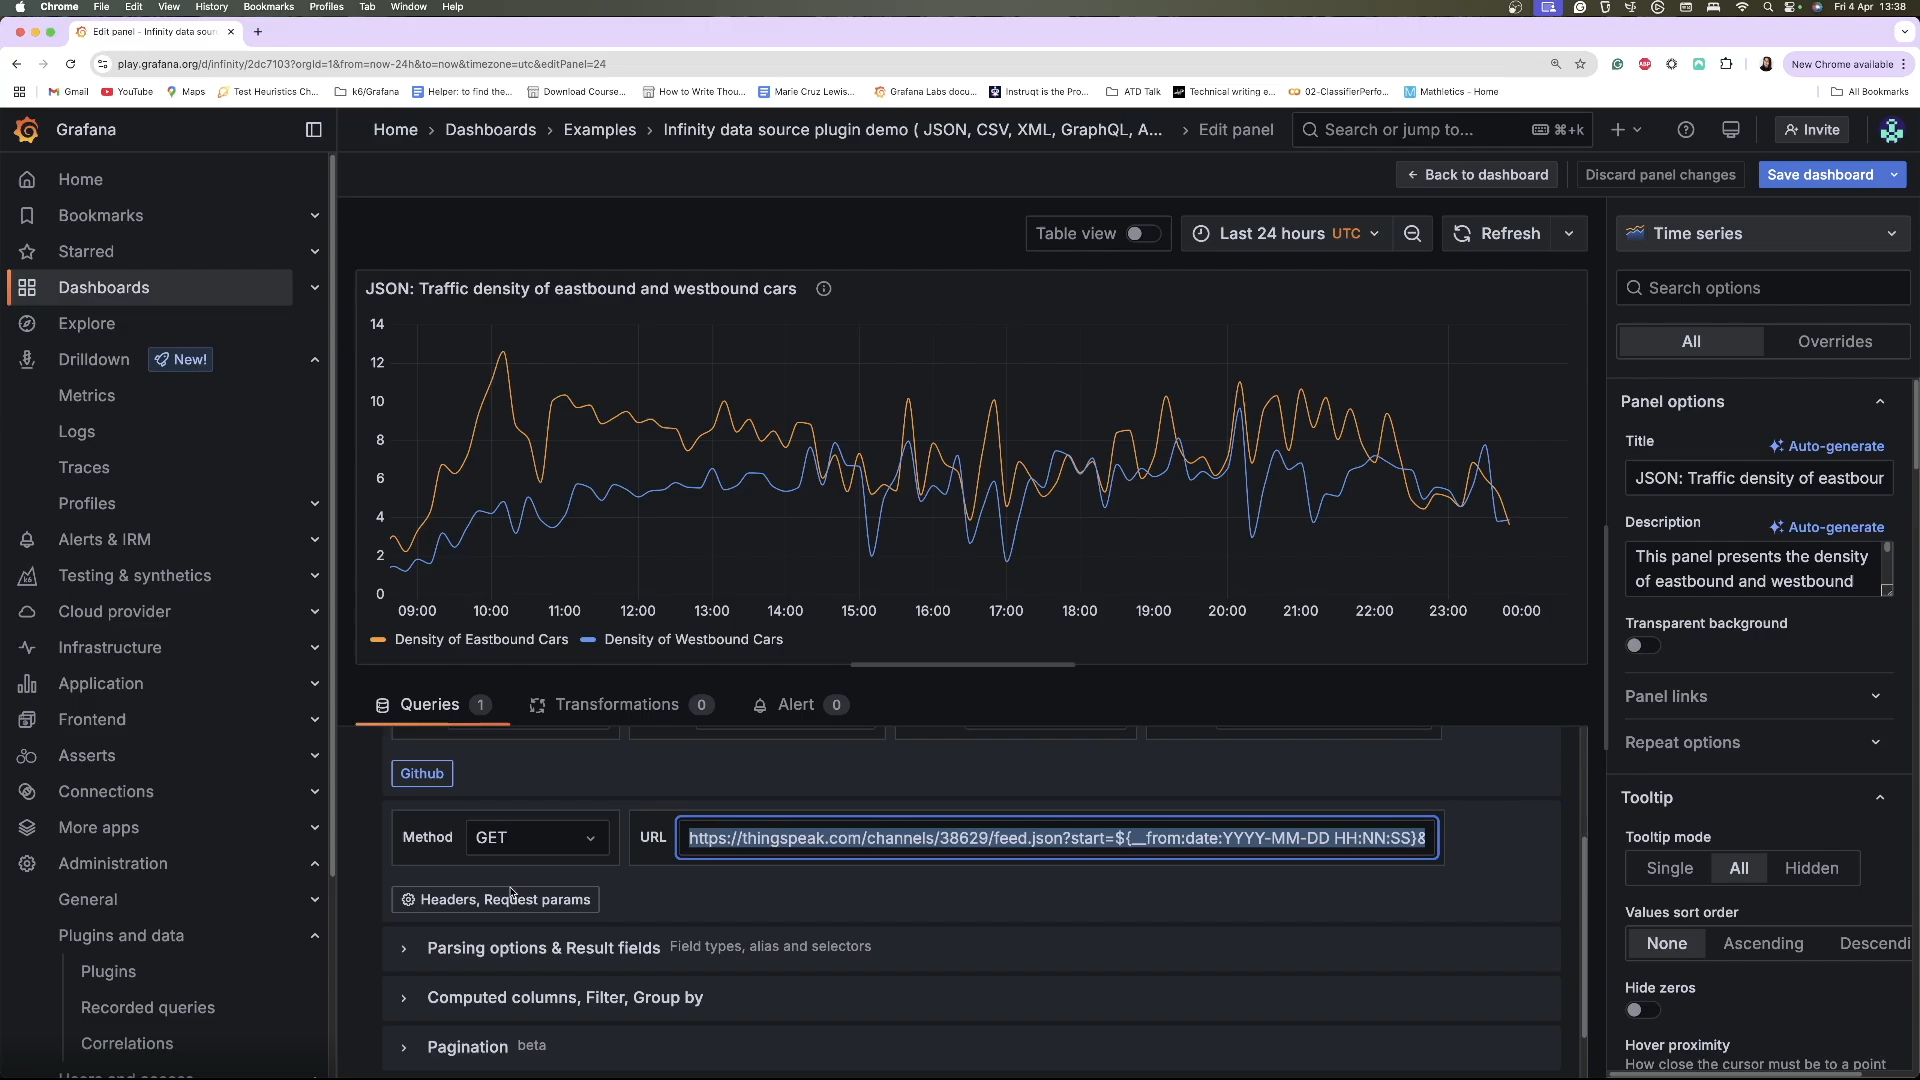 Chrome File Edit View History Bookmarks Profiles Tab Window Help Fri 4 Apr 13:38
Edit panel - Infinity data sour
play.grafana.org/d/infinity/2dc7103?orgId=1&from=now-24h&to=now&timezone=utc&editPanel=24 New Chrome available
Gmail YouTube Maps Test Heuristics Ch... k6/Grafana Helper: to find the... Download Course... How to Write Thou... Marie Cruz Lewis... Grafana Labs docu... Instruqt is the Pro... ATD Talk Technical writing e... 02-ClassifierPerfo... Mathletics - Home All Bookmarks
Grafana
Home › Dashboards › Examples › Infinity data source plugin demo ( JSON, CSV, XML, GraphQL, A... › Edit panel
Search or jump to... ⌘+k
Invite
Back to dashboard
Discard panel changes
Save dashboard
Home
Bookmarks
Starred
Dashboards
Explore
Drilldown New!
Metrics
Logs
Traces
Profiles
Alerts & IRM
Testing & synthetics
Cloud provider
Infrastructure
Application
Frontend
Asserts
Connections
More apps
Administration
General
Plugins and data
Plugins
Recorded queries
Correlations
Table view
Last 24 hours UTC
Refresh
JSON: Traffic density of eastbound and westbound cars
14
12
10
8
6
4
2
0
09:00 10:00 11:00 12:00 13:00 14:00 15:00 16:00 17:00 18:00 19:00 20:00 21:00 22:00 23:00 00:00
Density of Eastbound Cars Density of Westbound Cars
Queries 1 Transformations 0 Alert 0
Github
Method GET URL https://thingspeak.com/channels/38629/feed.json?start=${__from:date:YYYY-MM-DD HH:NN:SS}&
Headers, Request params
Parsing options & Result fields Field types, alias and selectors
Computed columns, Filter, Group by
Pagination beta
Time series
Search options
All Overrides
Panel options
Title Auto-generate
JSON: Traffic density of eastbour
Description Auto-generate
This panel presents the density
of eastbound and westbound
Transparent background
Panel links
Repeat options
Tooltip
Tooltip mode
Single All Hidden
Values sort order
None Ascending Descendi
Hide zeros
Hover proximity
How close the cursor must be to a point